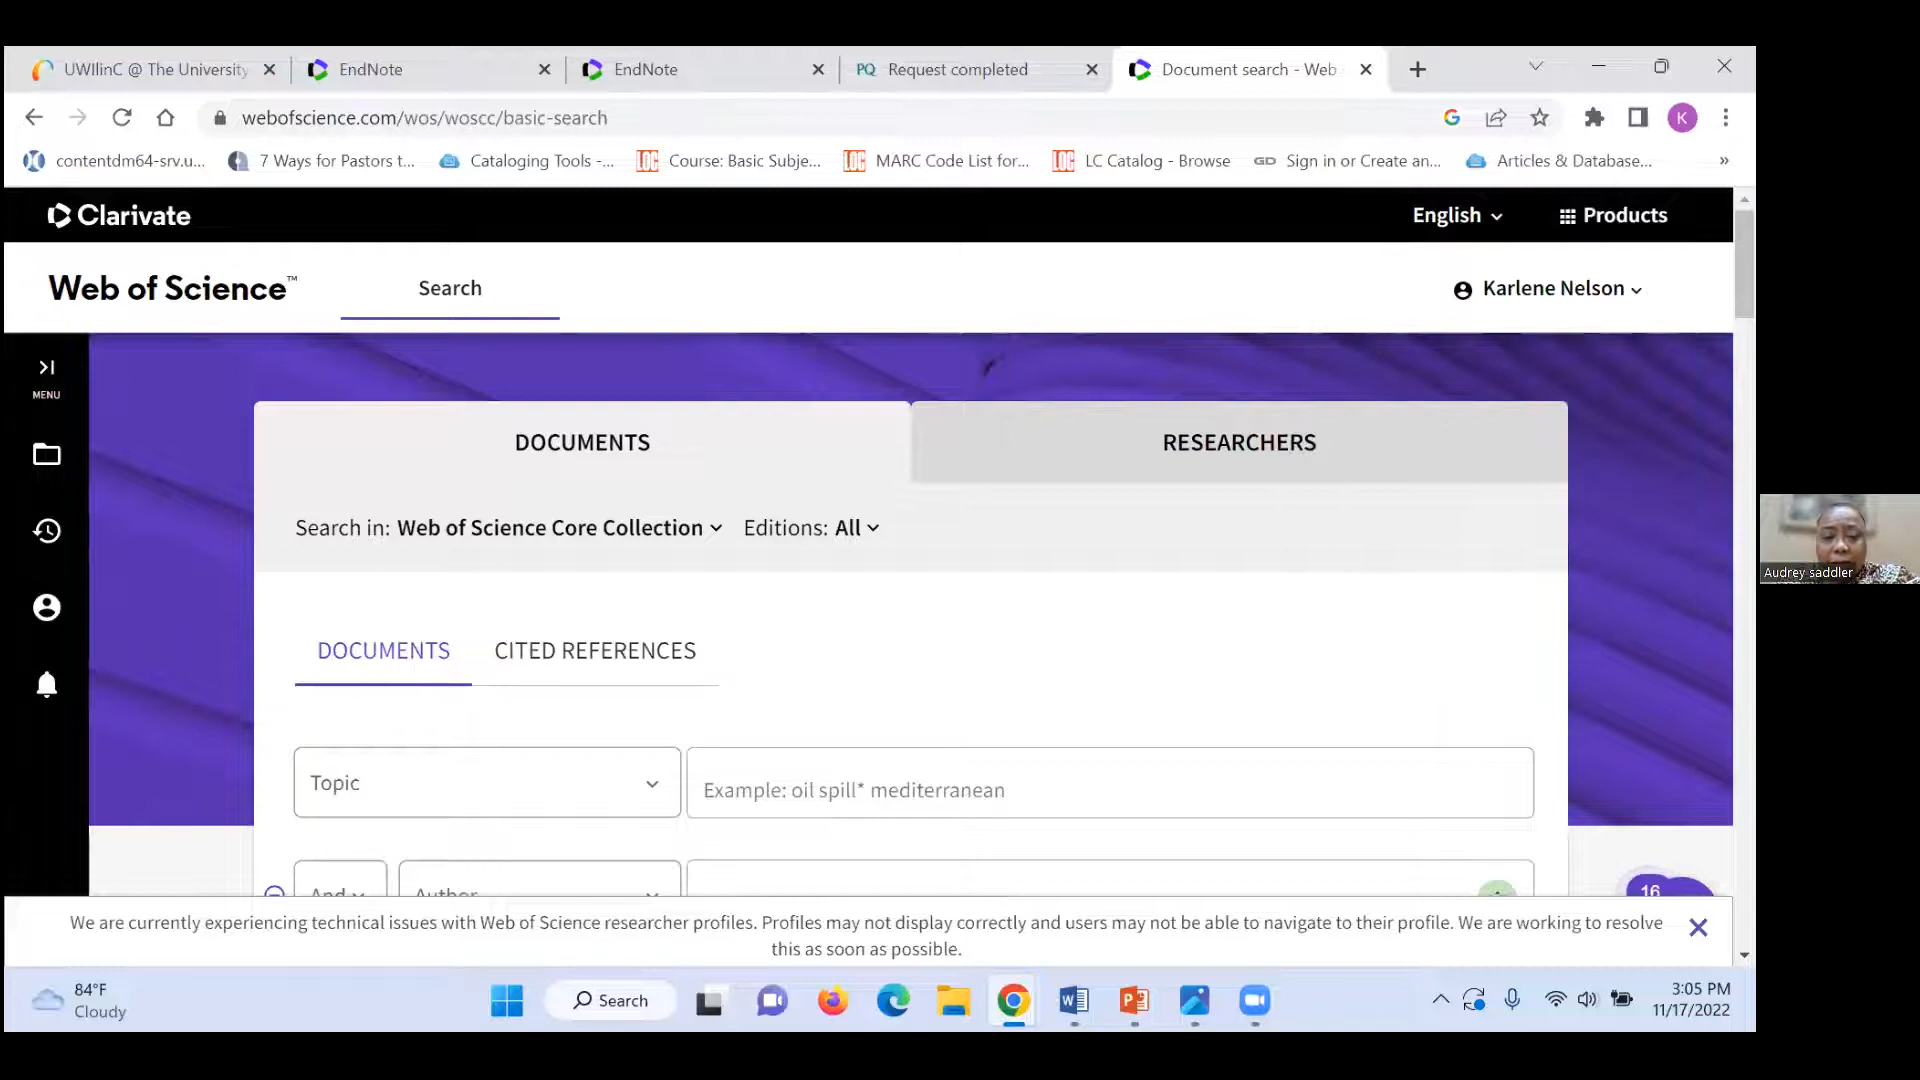 UWIlinC @ The University
EndNote
EndNote
PQ Request completed
Document search - Web
webofscience.com/wos/woscc/basic-search
K
contentdm64-srv.u...
7 Ways for Pastors t...
Cataloging Tools -...
Course: Basic Subje...
MARC Code List for...
LC Catalog - Browse
GD Sign in or Create an...
Articles & Database...
»
Clarivate
English
Products
Web of Science™
Search
Karlene Nelson
MENU
DOCUMENTS
RESEARCHERS
Search in: Web of Science Core Collection
Editions: All
DOCUMENTS
CITED REFERENCES
Topic
Example: oil spill* mediterranean
And
Author
16
We are currently experiencing technical issues with Web of Science researcher profiles. Profiles may not display correctly and users may not be able to navigate to their profile. We are working to resolve
this as soon as possible.
Audrey saddler
84°F
Cloudy
Search
3:05 PM
11/17/2022